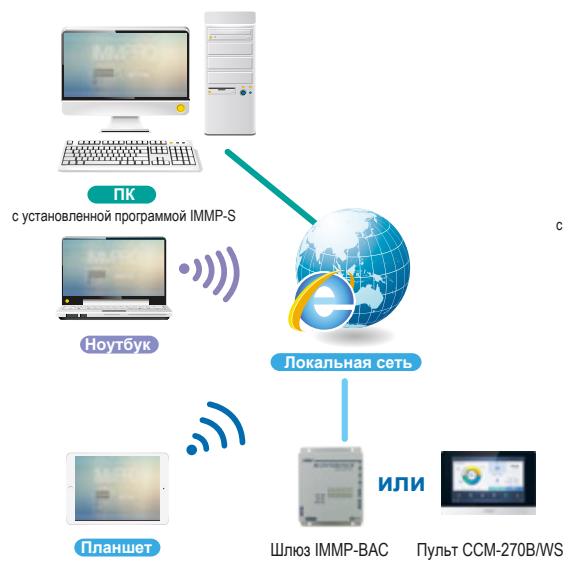 ПК
с установленной программой IMMP-S
с
Ноутбук
Локальная сеть
или
Планшет
Шлюз IMMP-BAC
Пульт CCM-270B/WS